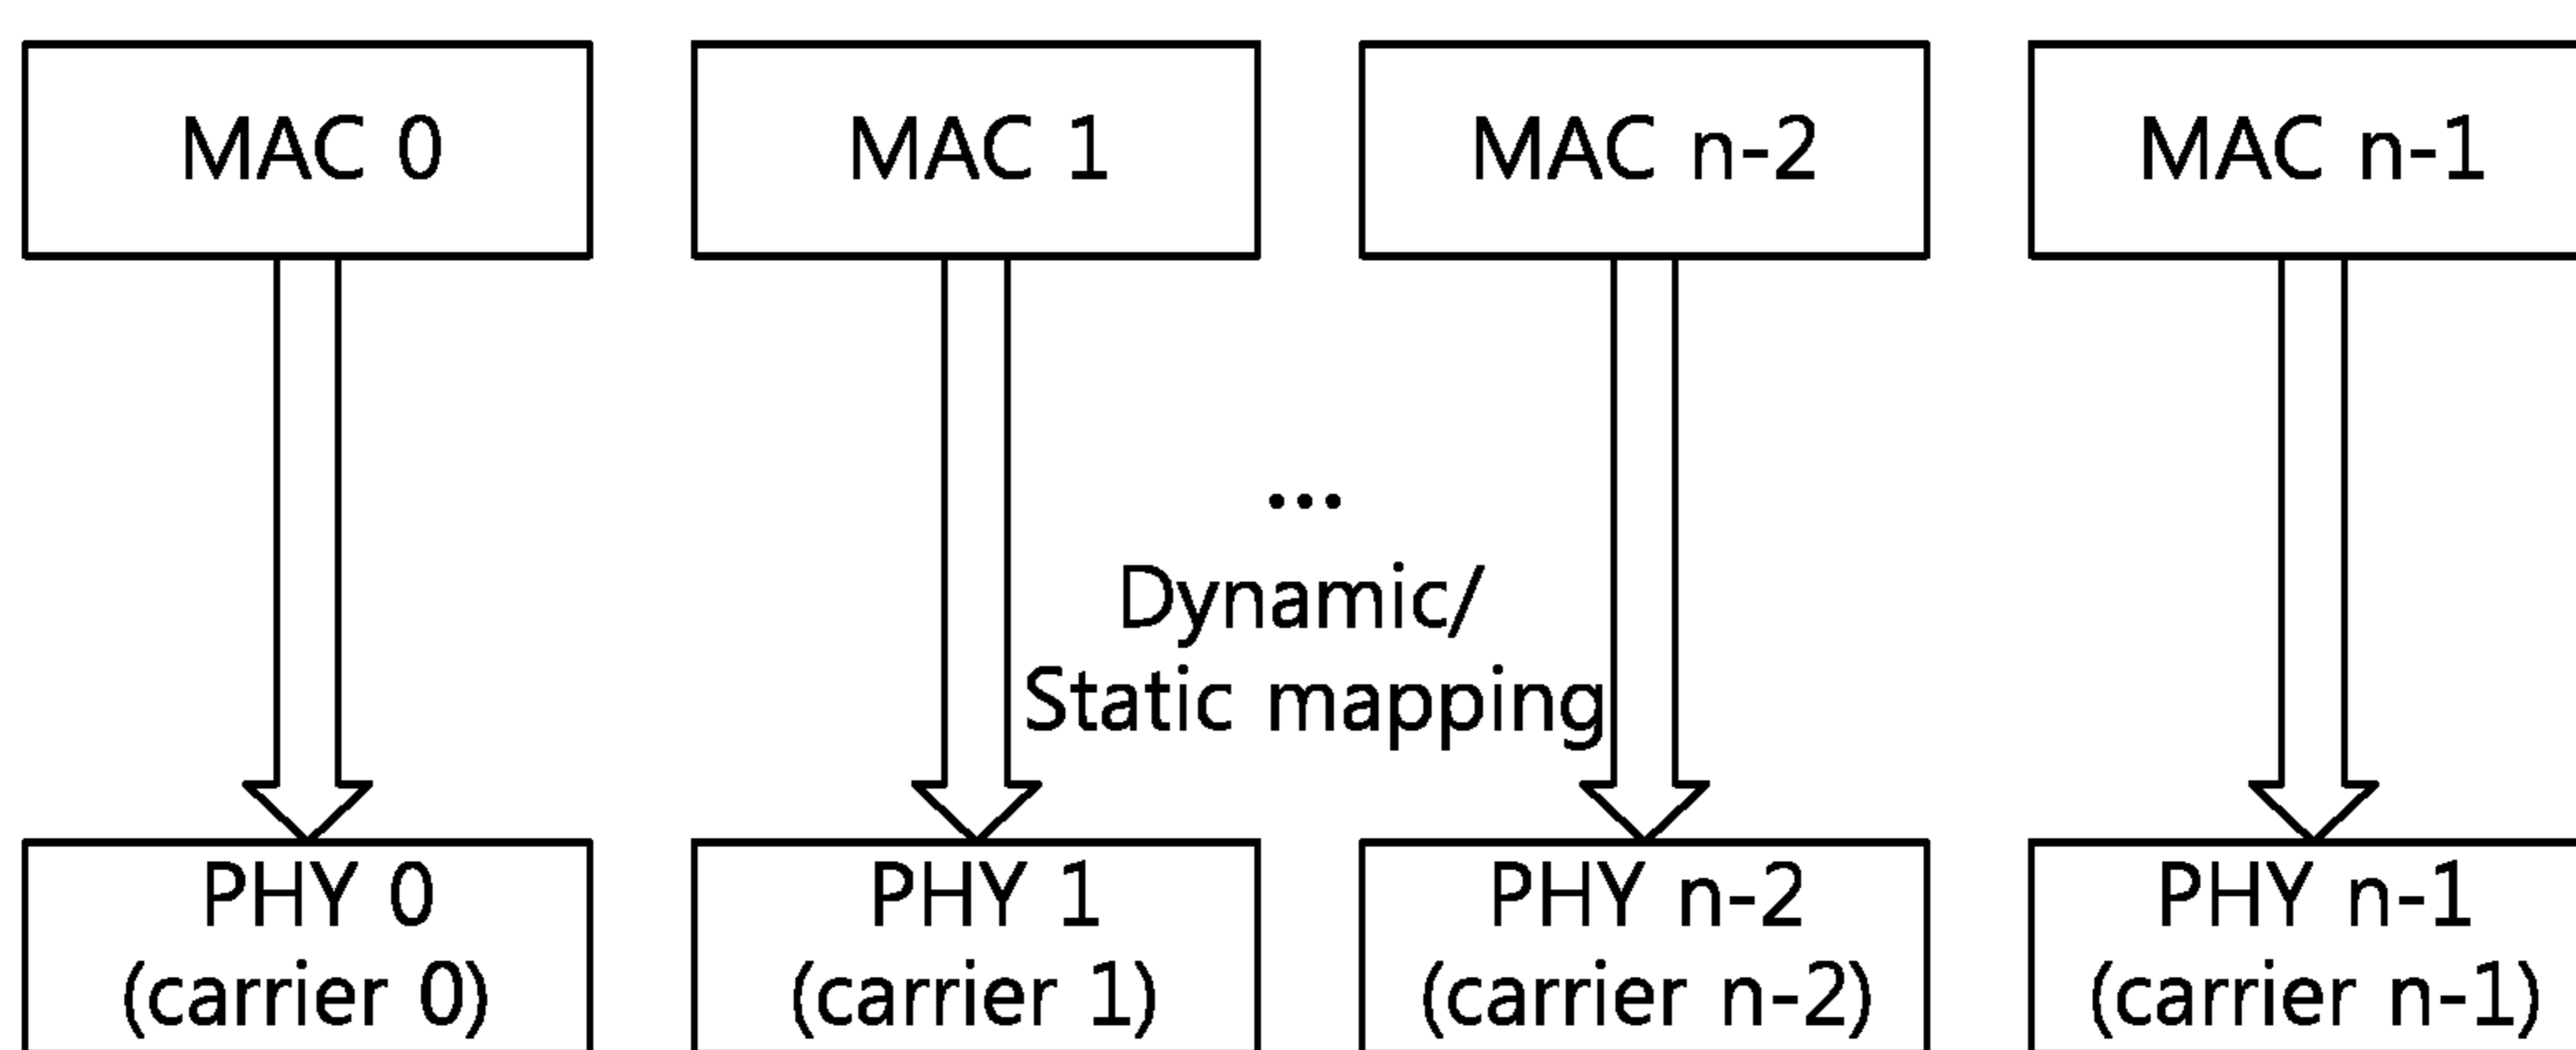 MAC 0
MAC 1
MAC n-2
MAC n-1
...
Dynamic/
Static mapping
PHY 0
(carrier 0)
PHY 1
(carrier 1)
PHY n-2
(carrier n-2)
PHY n-1
(carrier n-1)